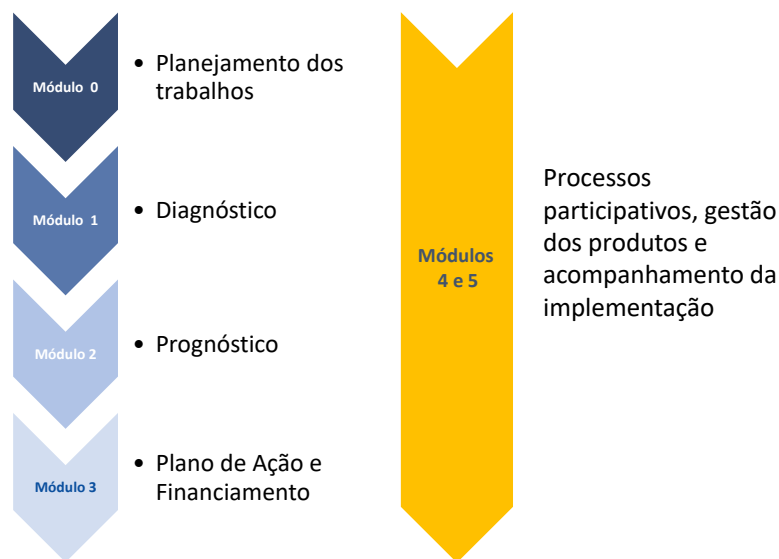 Módulo 0
• Planejamento dos
trabalhos
Módulo 1
• Diagnóstico
Módulo 2
• Prognóstico
Módulo 3
• Plano de Ação e
Financiamento
Módulos
4 e 5
Processos
participativos, gestão
dos produtos e
acompanhamento da
implementação